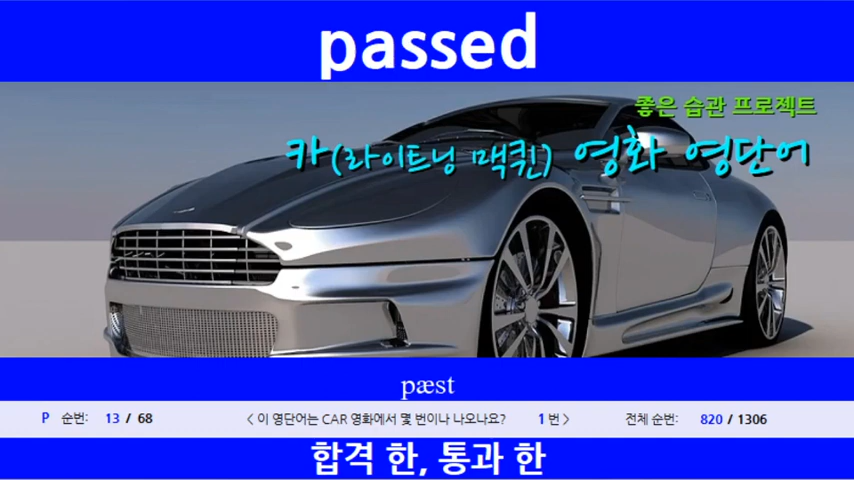 passed
좋은 습관 프로젝트
카(라이트닝 맥퀸) 영화 영단어
pæst
P 순번: 13 / 68 < 이 영단어는 CAR 영화에서 몇 번이나 나오나요? 1 번 > 전체 순번: 820 / 1306
합격 한, 통과 한